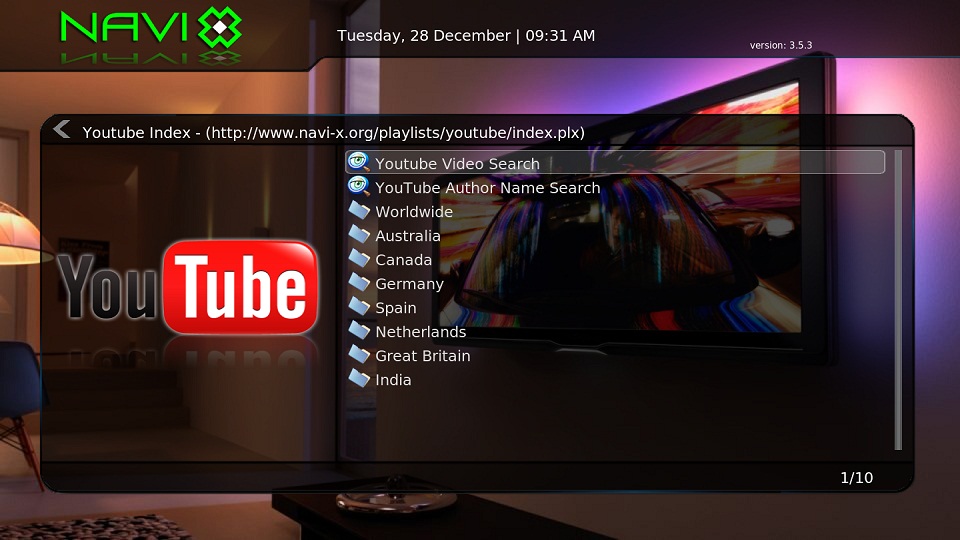 NAVI X
Tuesday, 28 December | 09:31 AM
version: 3.5.3
Youtube Index - (http://www.navi-x.org/playlists/youtube/index.plx)
Youtube Video Search
YouTube Author Name Search
Worldwide
Australia
Canada
Germany
Spain
Netherlands
Great Britain
India
YouTube
1/10